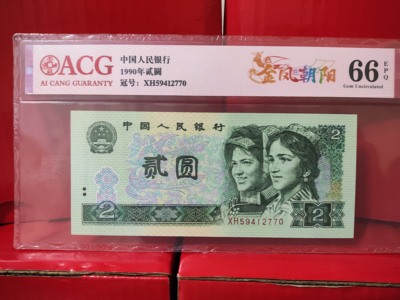 ACG
AI CANG GUARANTY
中国人民银行
1990年贰圆
冠号: XH59412770
金凤朝阳
66 EPQ
Gem Uncirculated
中国人民银行
贰圆
2
2
2
XH59412770